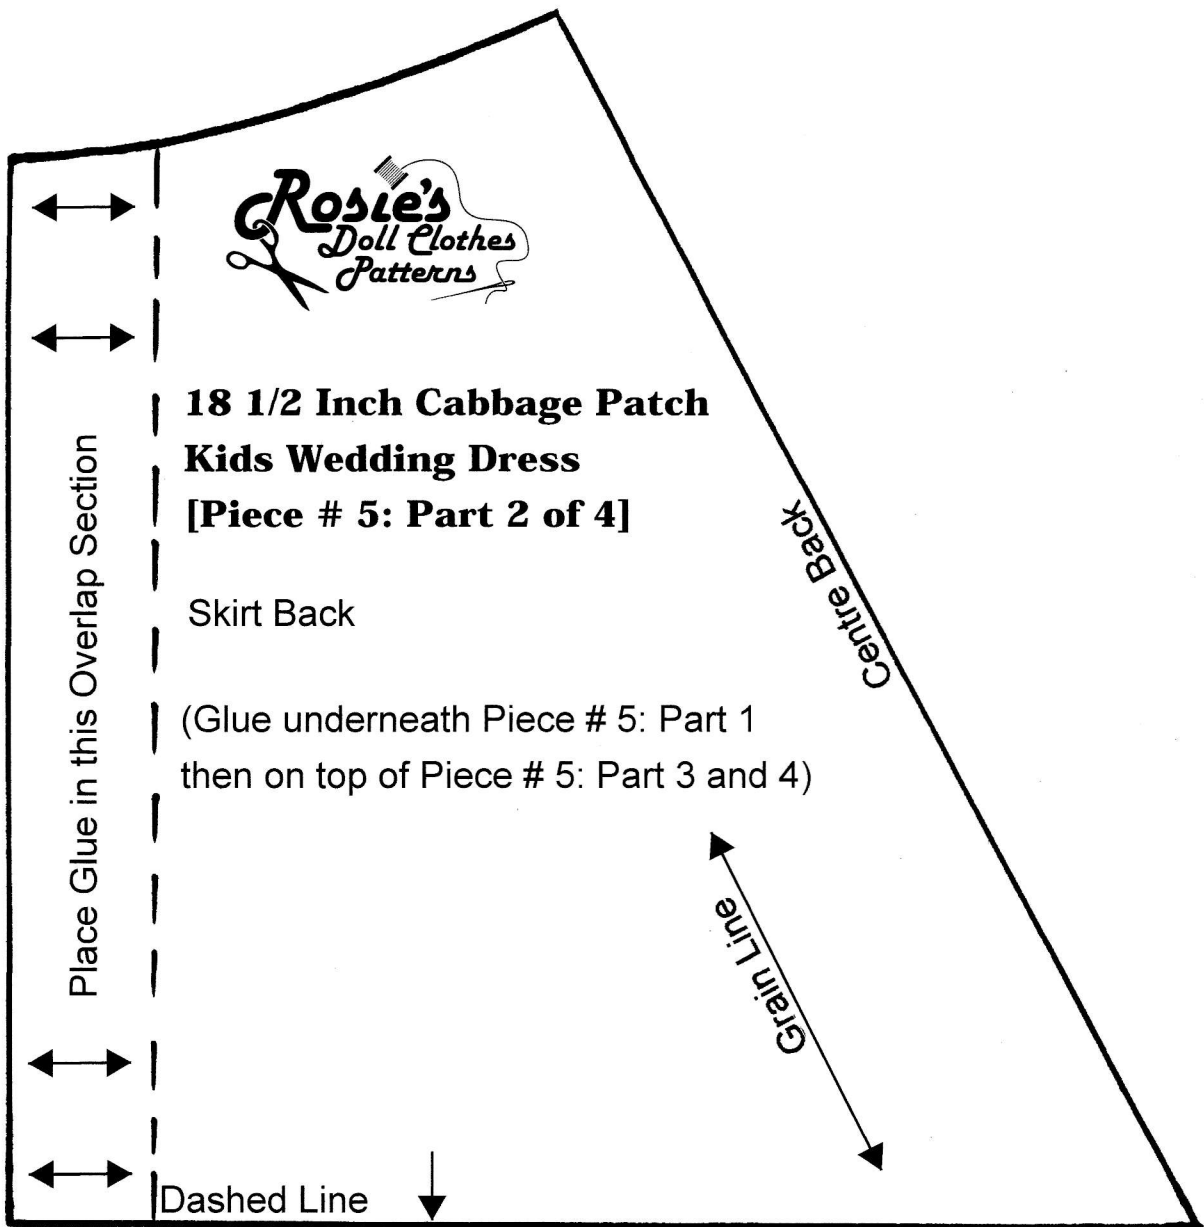 Rosie's
Doll Clothes
Patterns
18 1/2 Inch Cabbage Patch
Kids Wedding Dress
[Piece # 5: Part 2 of 4]
Skirt Back
(Glue underneath Piece # 5: Part 1
then on top of Piece # 5: Part 3 and 4)
Place Glue in this Overlap Section
Centre Back
Grain Line
Dashed Line